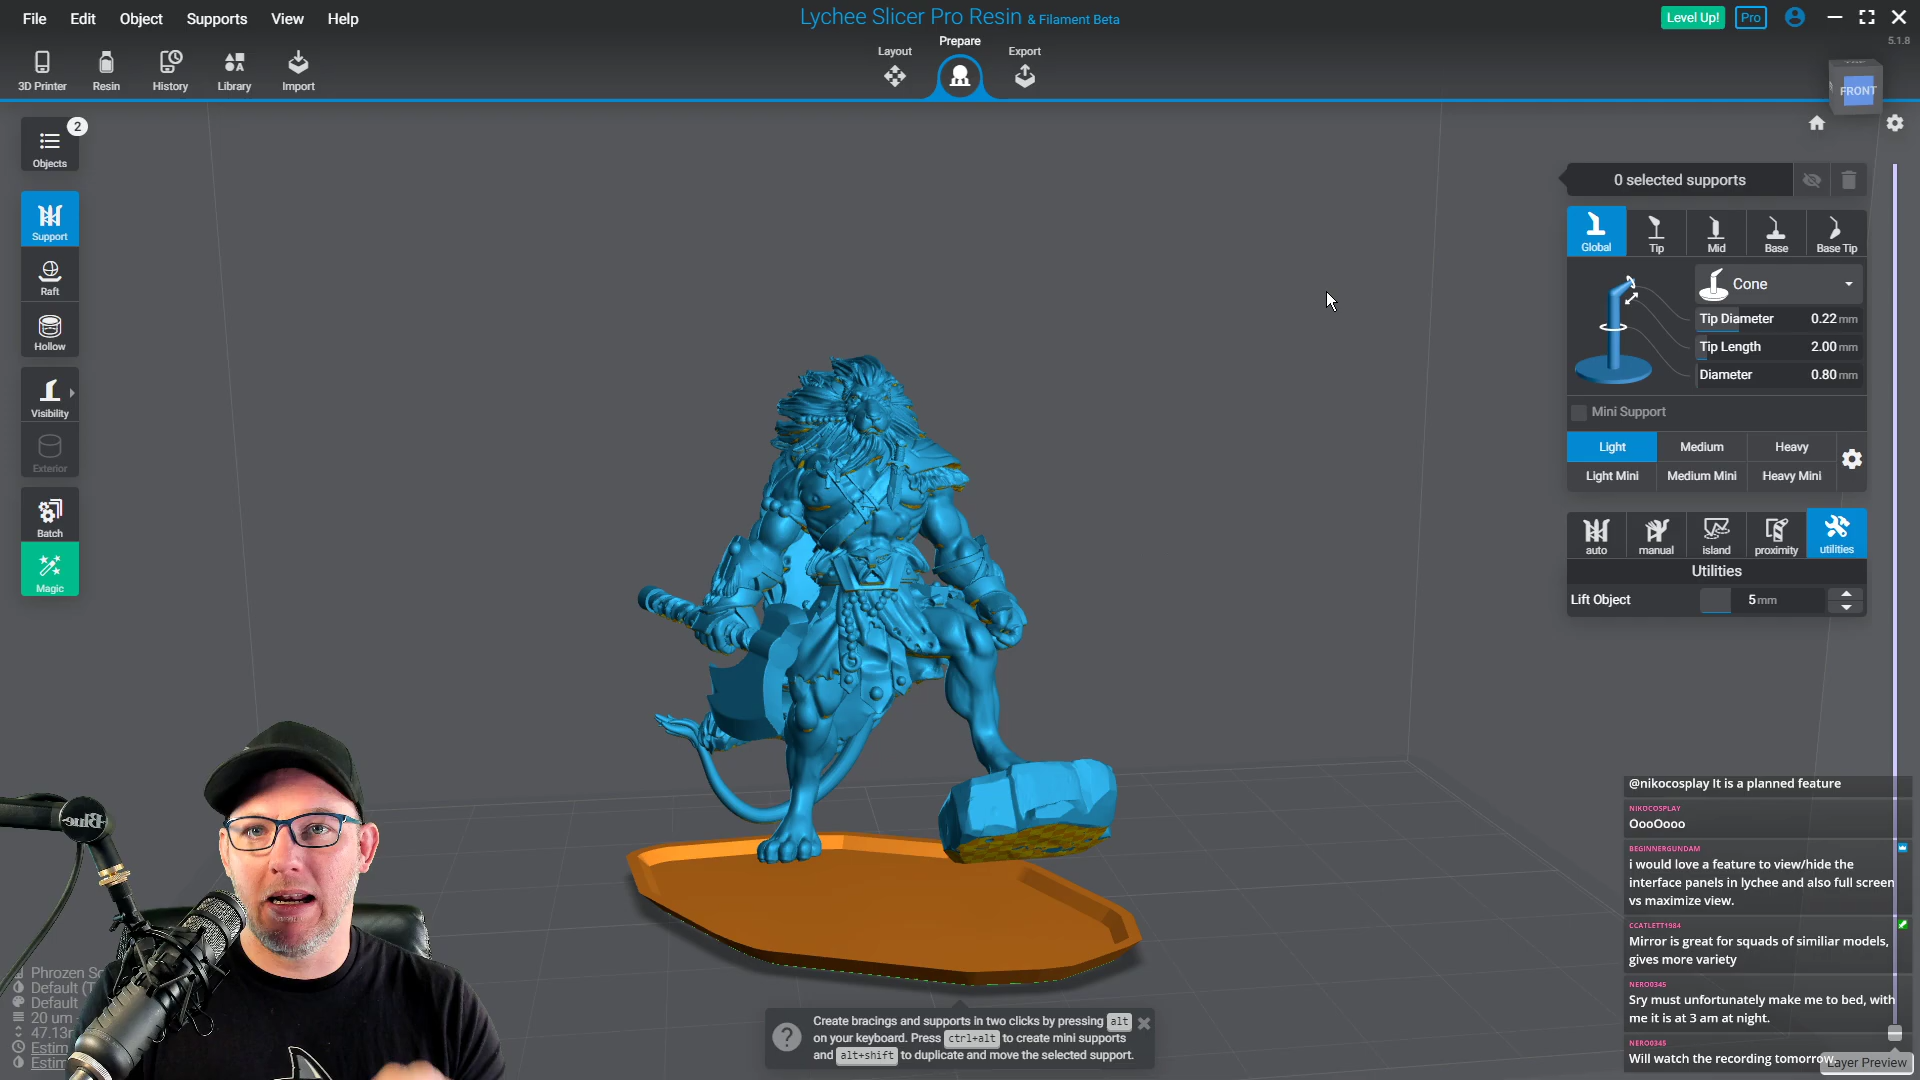 File Edit Object Supports View Help
Lychee Slicer Pro Resin & Filament Beta
Level Up! Pro
5.1.8
3D Printer Resin History Library Import
Layout Prepare Export
FRONT
2
Objects
Support
Raft
Hollow
Visibility
Exterior
Batch
Magic
0 selected supports
Global Tip Mid Base Base Tip
Cone
Tip Diameter 0.22 mm
Tip Length 2.00 mm
Diameter 0.80 mm
Mini Support
Light Medium Heavy
Light Mini Medium Mini Heavy Mini
auto manual island proximity utilities
Utilities
Lift Object 5 mm
@nikocosplay It is a planned feature
NIKOCOSPLAY
OooOooo
BEGINNERGUNDAM
i would love a feature to view/hide the
interface panels in lychee and also full screen
vs maximize view.
CCATLETT1984
Mirror is great for squads of similiar models,
gives more variety
NERO0345
Sry must unfortunately make me to bed, with
me it is at 3 am at night.
NERO0345
Will watch the recording tomorrow.
Layer Preview
Blue
Phrozen
Default
Default
20 um
Create bracings and supports in two clicks by pressing alt
on your keyboard. Press ctrl+alt to create mini supports
and alt+shift to duplicate and move the selected support.